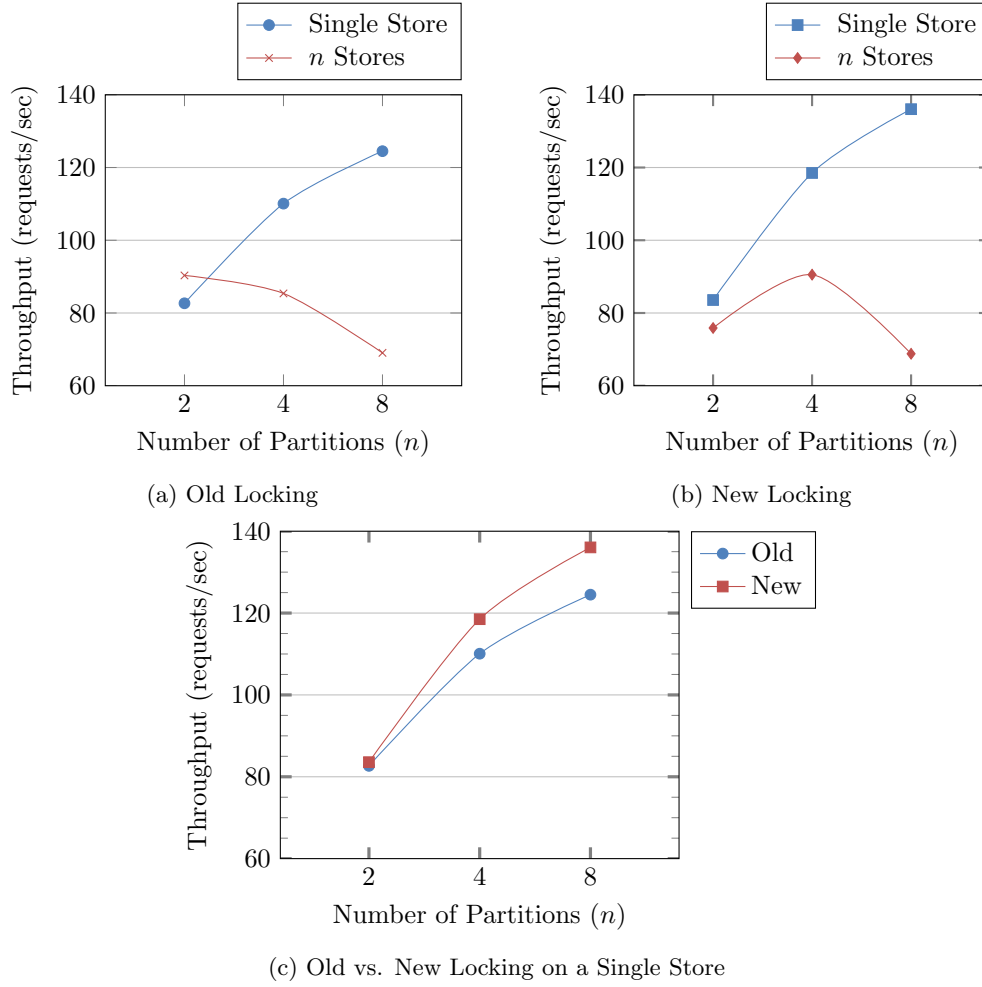 Single Store
n Stores
Single Store
n Stores
Throughput (requests/sec)
140
120
100
80
60
2 4 8
Number of Partitions (n)
(a) Old Locking
Throughput (requests/sec)
140
120
100
80
60
2 4 8
Number of Partitions (n)
(b) New Locking
Throughput (requests/sec)
140
120
100
80
60
2 4 8
Number of Partitions (n)
Old
New
(c) Old vs. New Locking on a Single Store